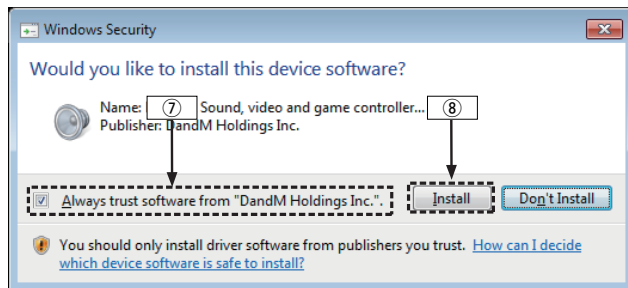 Windows Security
Would you like to install this device software?
Name: ⑦ Sound, video and game controller... ⑧
Publisher: DandM Holdings Inc.
Always trust software from "DandM Holdings Inc.".
Install
Don't Install
You should only install driver software from publishers you trust. How can I decide
which device software is safe to install?